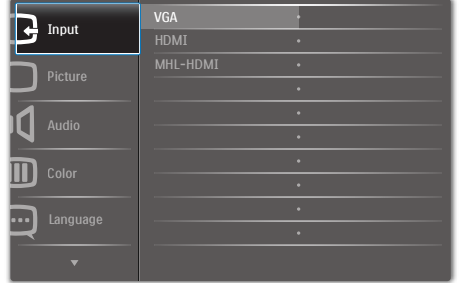 Input
Picture
Audio
Color
Language
VGA
HDMI
MHL-HDMI